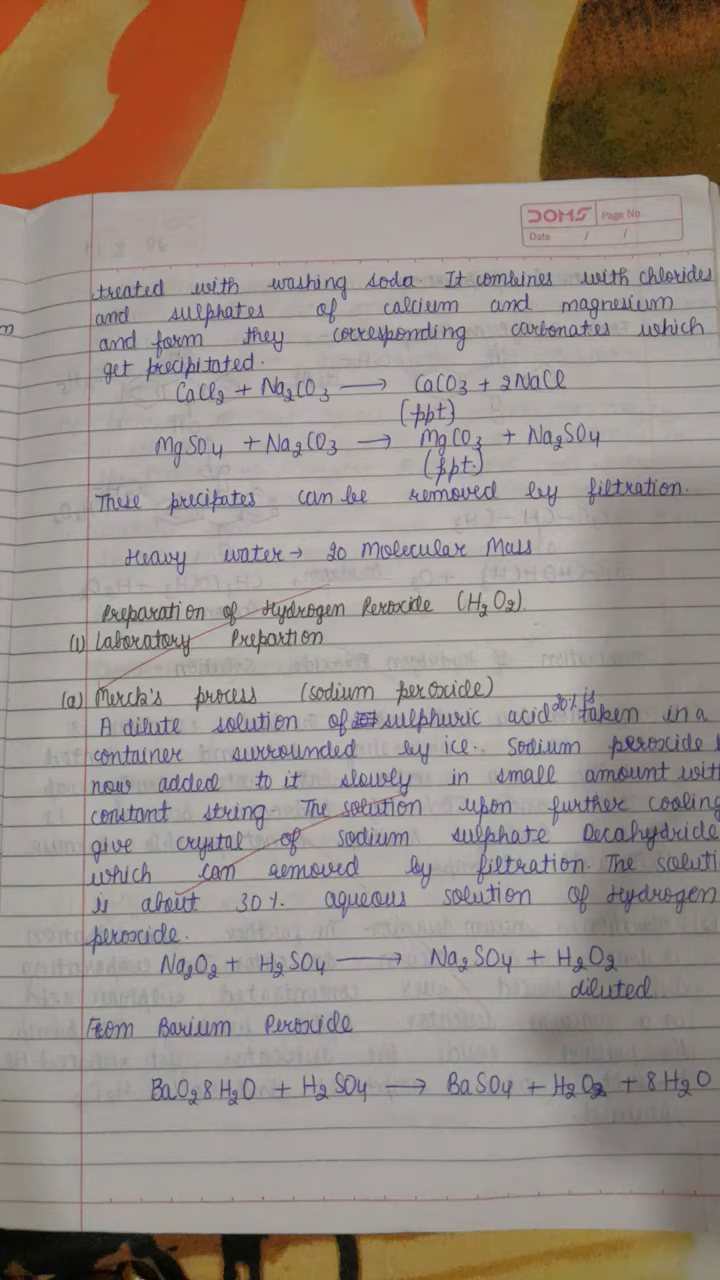 DOMS Page No.
Date / /
treated with washing soda. It combines with chlorides
and sulphates of calcium and magnesium
and form they corresponding carbonates which
get precipitated.
CaCl2 + Na2CO3 ⟶ CaCO3 + 2NaCl
(ppt)
MgSO4 + Na2CO3 → MgCO3 + Na2SO4
(ppt.)
These precipates can be removed by filtration.
Heavy water → 20 Molecular Mass
Preparation of Hydrogen Peroxide (H2O2).
(1) Laboratory Prepartion
(a) Merck's process (sodium peroxide)
A dilute solution of sulphuric acid 20% is taken in a
container surrounded by ice. Sodium peroxide
now added to it slowly in small amount with
constant string The solution upon further cooling
give crystal of sodium sulphate Decahydride
which can removed by filtration. The soluti
is about 30% aqueous solution of Hydrogen
peroxide.
Na2O2 + H2SO4 ⟶ Na2SO4 + H2O2
diluted
From Barium Peroxide
BaO2 8H2O + H2SO4 ⟶ BaSO4 + H2O2 + 8H2O